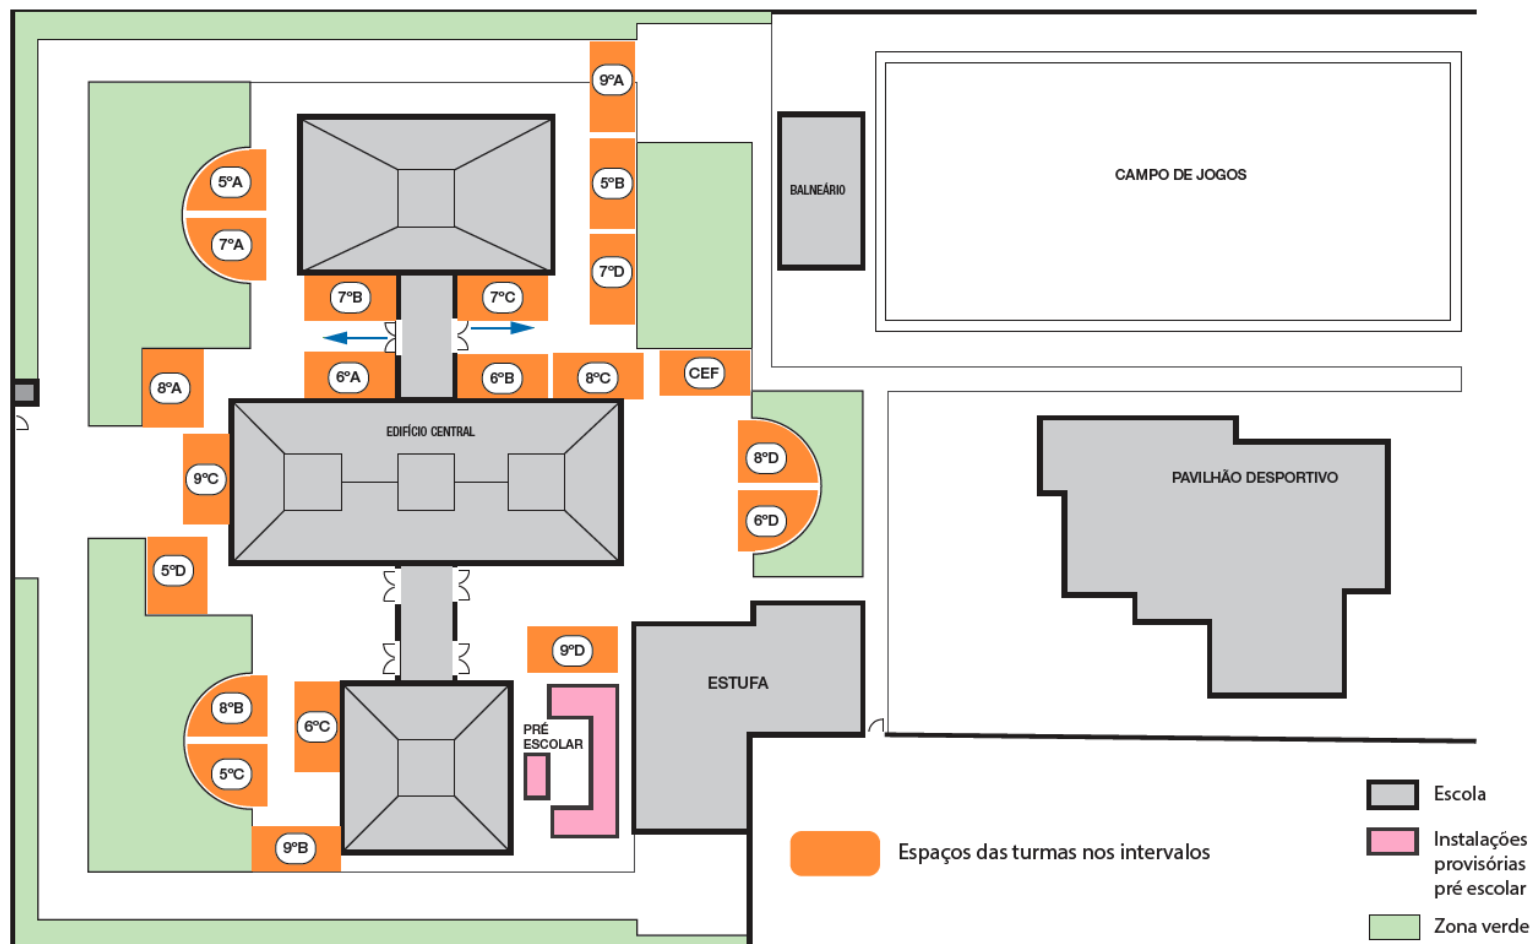 9ºA
CAMPO DE JOGOS
5ºA
5ºB
BALNEÁRIO
7ºA
7ºD
7ºB
7ºC
8ºA
6ºA
6ºB
8ºC
CEF
EDIFÍCIO CENTRAL
9ºC
8ºD
PAVILHÃO DESPORTIVO
6ºD
5ºD
9ºD
ESTUFA
8ºB
6ºC
PRÉ
ESCOLAR
5ºC
9ºB
Espaços das turmas nos intervalos
Escola
Instalações
provisórias
pré escolar
Zona verde